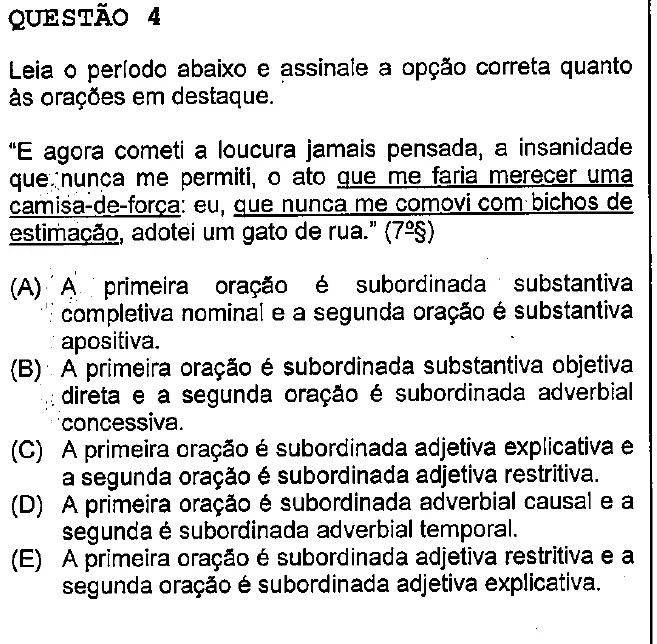 QUESTÃO 4
Leia o período abaixo e assinale a opção correta quanto
às orações em destaque.
“E agora cometi a loucura jamais pensada, a insanidade
que nunca me permiti, o ato que me faria merecer uma
camisa-de-força: eu, que nunca me comovi com bichos de
estimação, adotei um gato de rua.” (7º§)
(A) A primeira oração é subordinada substantiva
completiva nominal e a segunda oração é substantiva
apositiva.
(B) A primeira oração é subordinada substantiva objetiva
direta e a segunda oração é subordinada adverbial
concessiva.
(C) A primeira oração é subordinada adjetiva explicativa e
a segunda oração é subordinada adjetiva restritiva.
(D) A primeira oração é subordinada adverbial causal e a
segunda é subordinada adverbial temporal.
(E) A primeira oração é subordinada adjetiva restritiva e a
segunda oração é subordinada adjetiva explicativa.